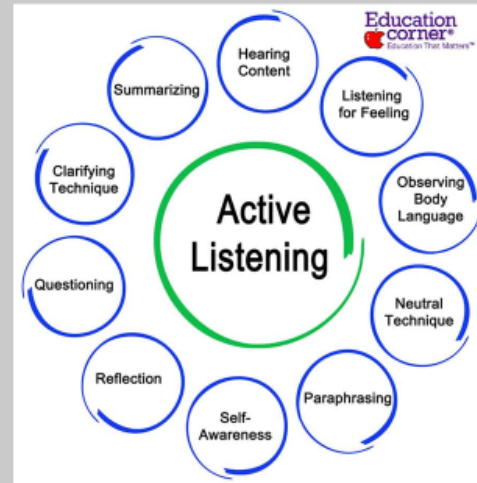 Education
corner®
Education That Matters™
Hearing
Content
Listening
for Feeling
Observing
Body
Language
Neutral
Technique
Paraphrasing
Self-
Awareness
Reflection
Questioning
Clarifying
Technique
Summarizing
Active
Listening